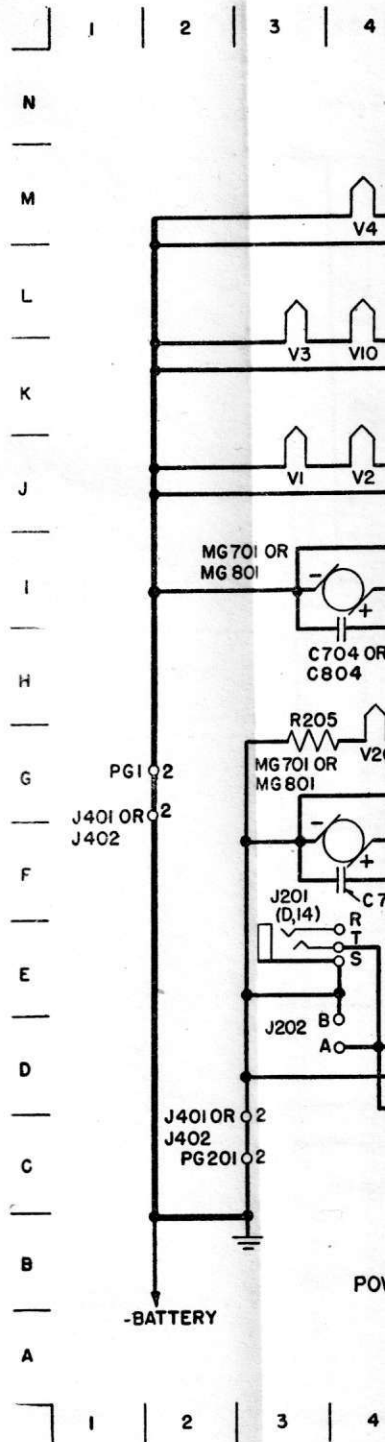 1 2 3 4
N
M
V4
L
V3 V10
K
V1 V2
J
MG701 OR
MG801
I
- +
C704 OR
C804
H
R205
MG701 OR
MG801
G
PG1 2
J401 OR 2
J402
- +
F
J201
(D,14)
R
T
S
E
J202 B
A
D
J401 OR 2
J402
C
PG201 2
B
-BATTERY
A
1 2 3 4